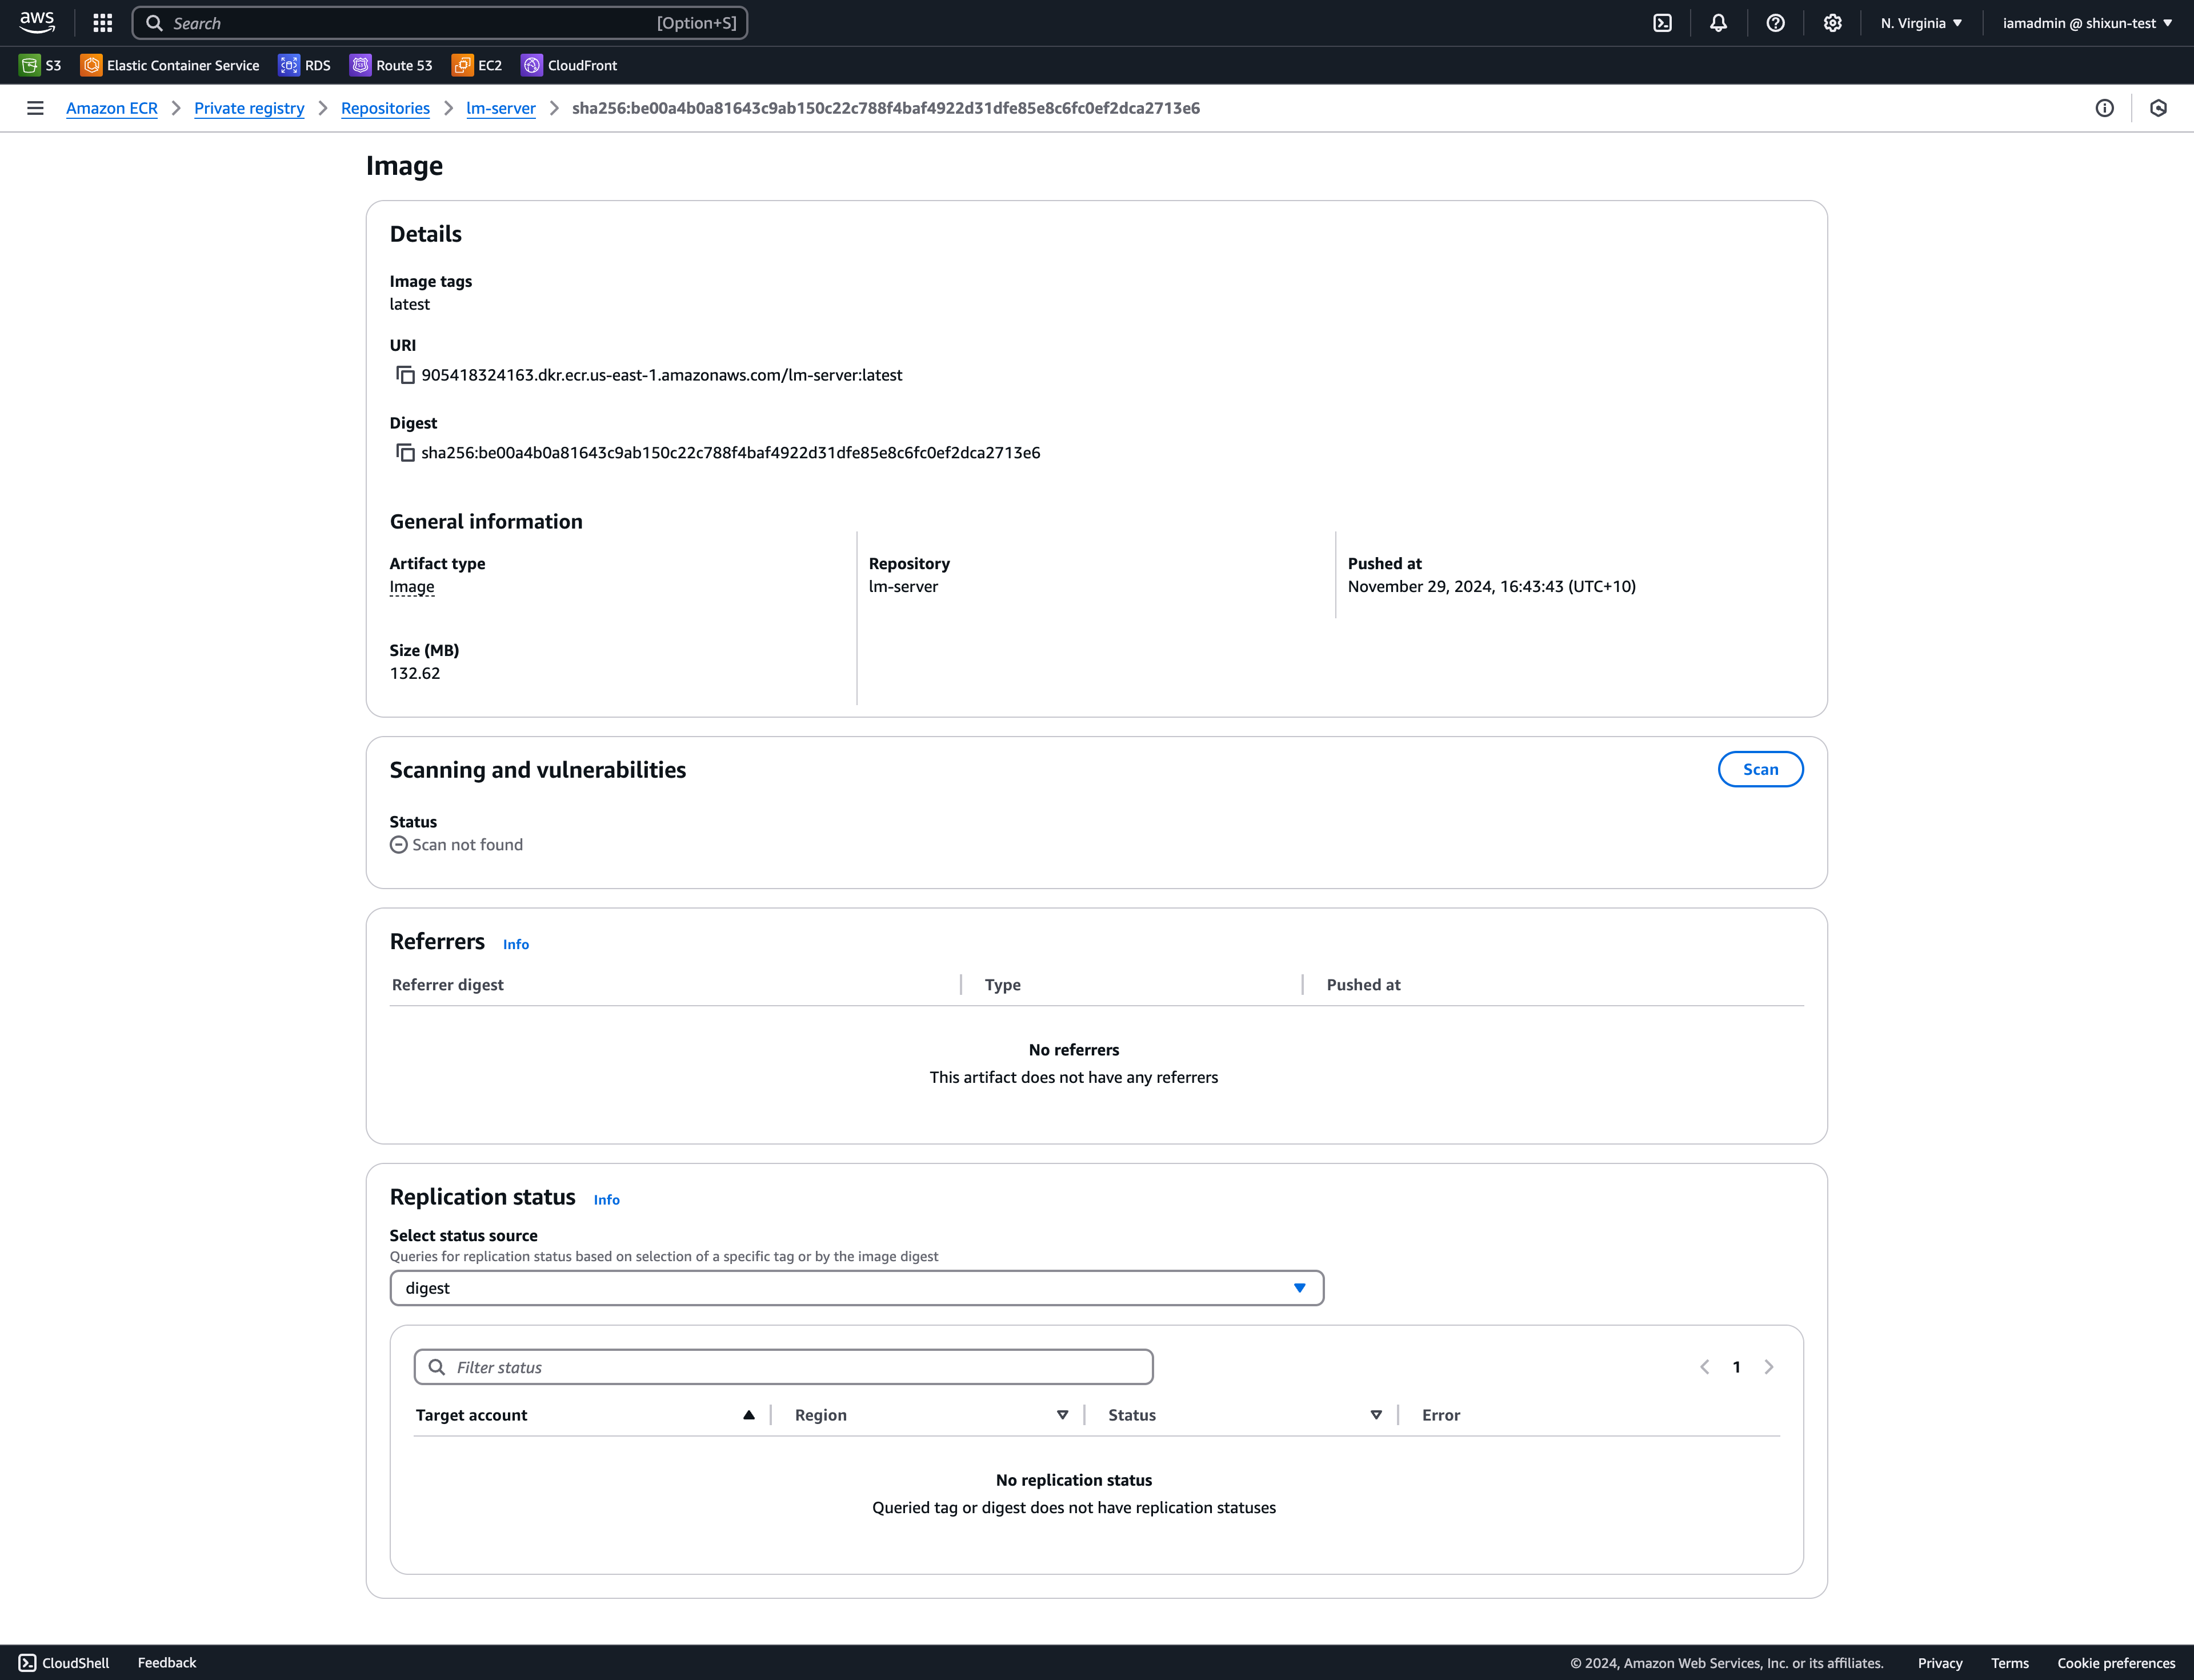 aws
Search [Option+S]
N. Virginia
iamadmin @ shixun-test
S3 Elastic Container Service RDS Route 53 EC2 CloudFront
Amazon ECR Private registry Repositories lm-server sha256:be00a4b0a81643c9ab150c22c788f4baf4922d31dfe85e8c6fc0ef2dca2713e6
Image
Details
Image tags
latest
URI
905418324163.dkr.ecr.us-east-1.amazonaws.com/lm-server:latest
Digest
sha256:be00a4b0a81643c9ab150c22c788f4baf4922d31dfe85e8c6fc0ef2dca2713e6
General information
Artifact type
Image
Repository
lm-server
Pushed at
November 29, 2024, 16:43:43 (UTC+10)
Size (MB)
132.62
Scanning and vulnerabilities
Scan
Status
Scan not found
Referrers Info
Referrer digest Type Pushed at
No referrers
This artifact does not have any referrers
Replication status Info
Select status source
Queries for replication status based on selection of a specific tag or by the image digest
digest
Filter status
1
Target account Region Status Error
No replication status
Queried tag or digest does not have replication statuses
CloudShell Feedback © 2024, Amazon Web Services, Inc. or its affiliates. Privacy Terms Cookie preferences